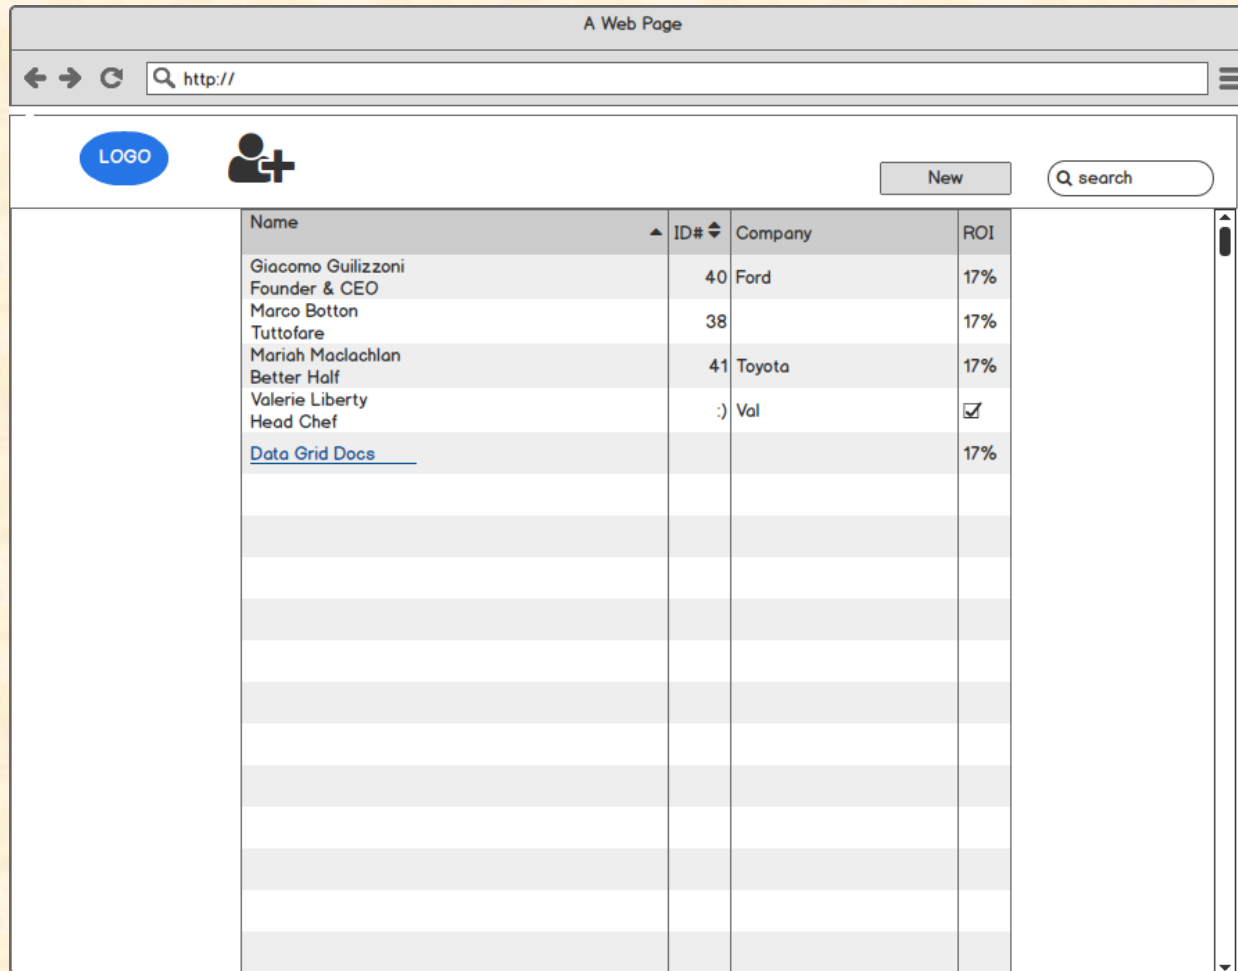 A Web Page
http://
LOGO
New
search
Name
ID#
Company
ROI
Giacomo Guilizzoni
Founder & CEO
40
Ford
17%
Marco Botton
Tuttofare
38
17%
Mariah Maclachlan
Better Half
41
Toyota
17%
Valerie Liberty
Head Chef
:)
Val
Data Grid Docs
17%